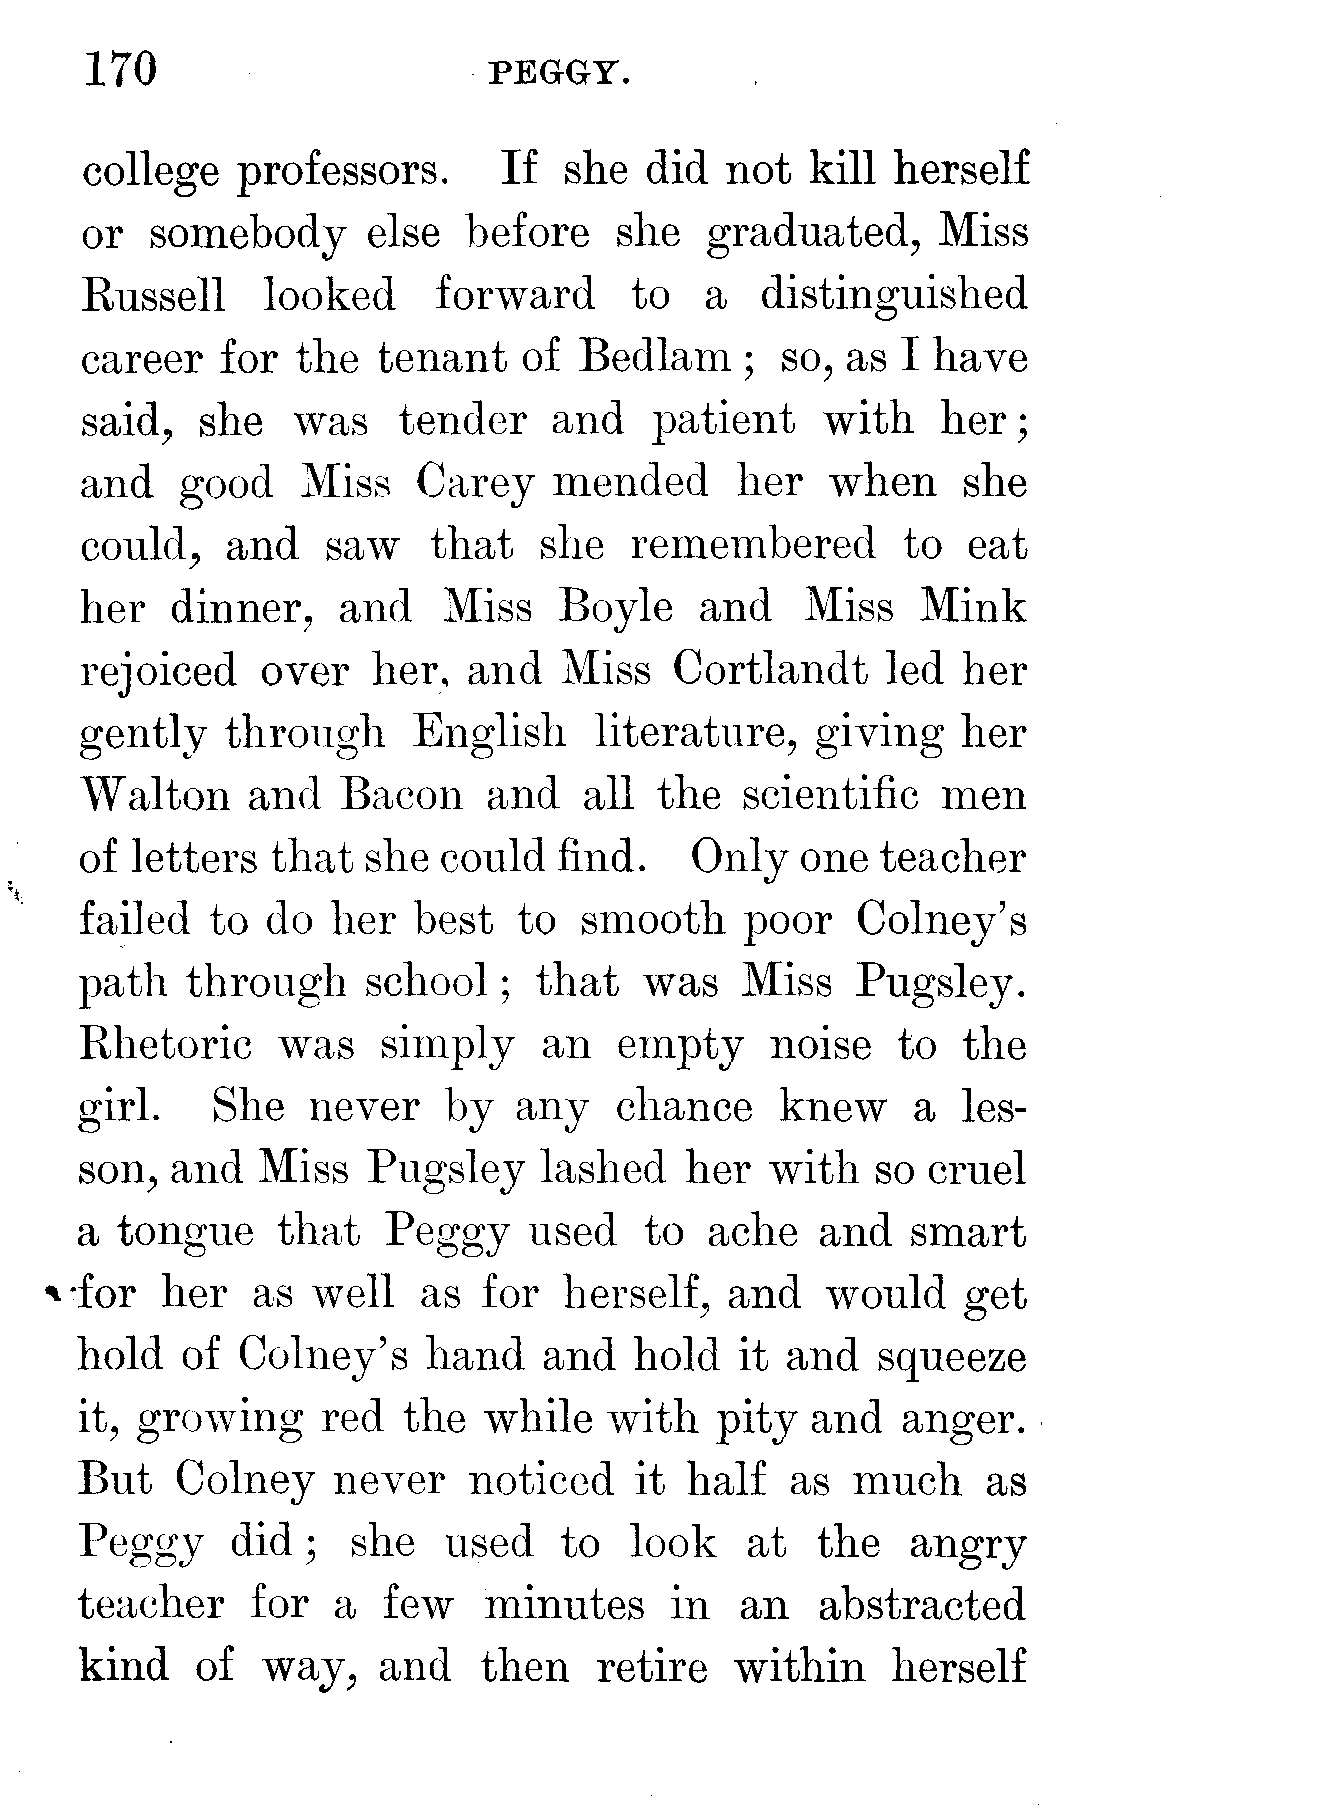 170 PEGGY.
college professors. If she did not kill herself
or somebody else before she graduated, Miss
Russell looked forward to a distinguished
career for the tenant of Bedlam ; so, as I have
said, she was tender and patient with her ;
and good Miss Carey mended her when she
could, and saw that she remembered to eat
her dinner, and Miss Boyle and Miss Mink
rejoiced over her, and Miss Cortlandt led her
gently through English literature, giving her
Walton and Bacon and all the scientific men
of letters that she could find. Only one teacher
failed to do her best to smooth poor Colney's
path through school ; that was Miss Pugsley.
Rhetoric was simply an empty noise to the
girl. She never by any chance knew a les-
son, and Miss Pugsley lashed her with so cruel
a tongue that Peggy used to ache and smart
for her as well as for herself, and would get
hold of Colney's hand and hold it and squeeze
it, growing red the while with pity and anger.
But Colney never noticed it half as much as
Peggy did ; she used to look at the angry
teacher for a few minutes in an abstracted
kind of way, and then retire within herself